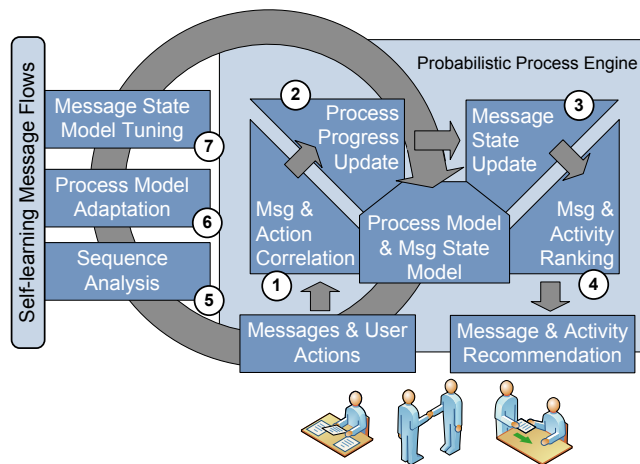 Self-learning Message Flows
Probabilistic Process Engine
Message State
Model Tuning
7
Process Model
Adaptation
6
Sequence
Analysis
5
2
Process
Progress
Update
Message
State
Update
3
Msg &
Action
Correlation
1
Process Model
& Msg State
Model
Msg &
Activity
Ranking
4
Messages & User
Actions
Message & Activity
Recommendation